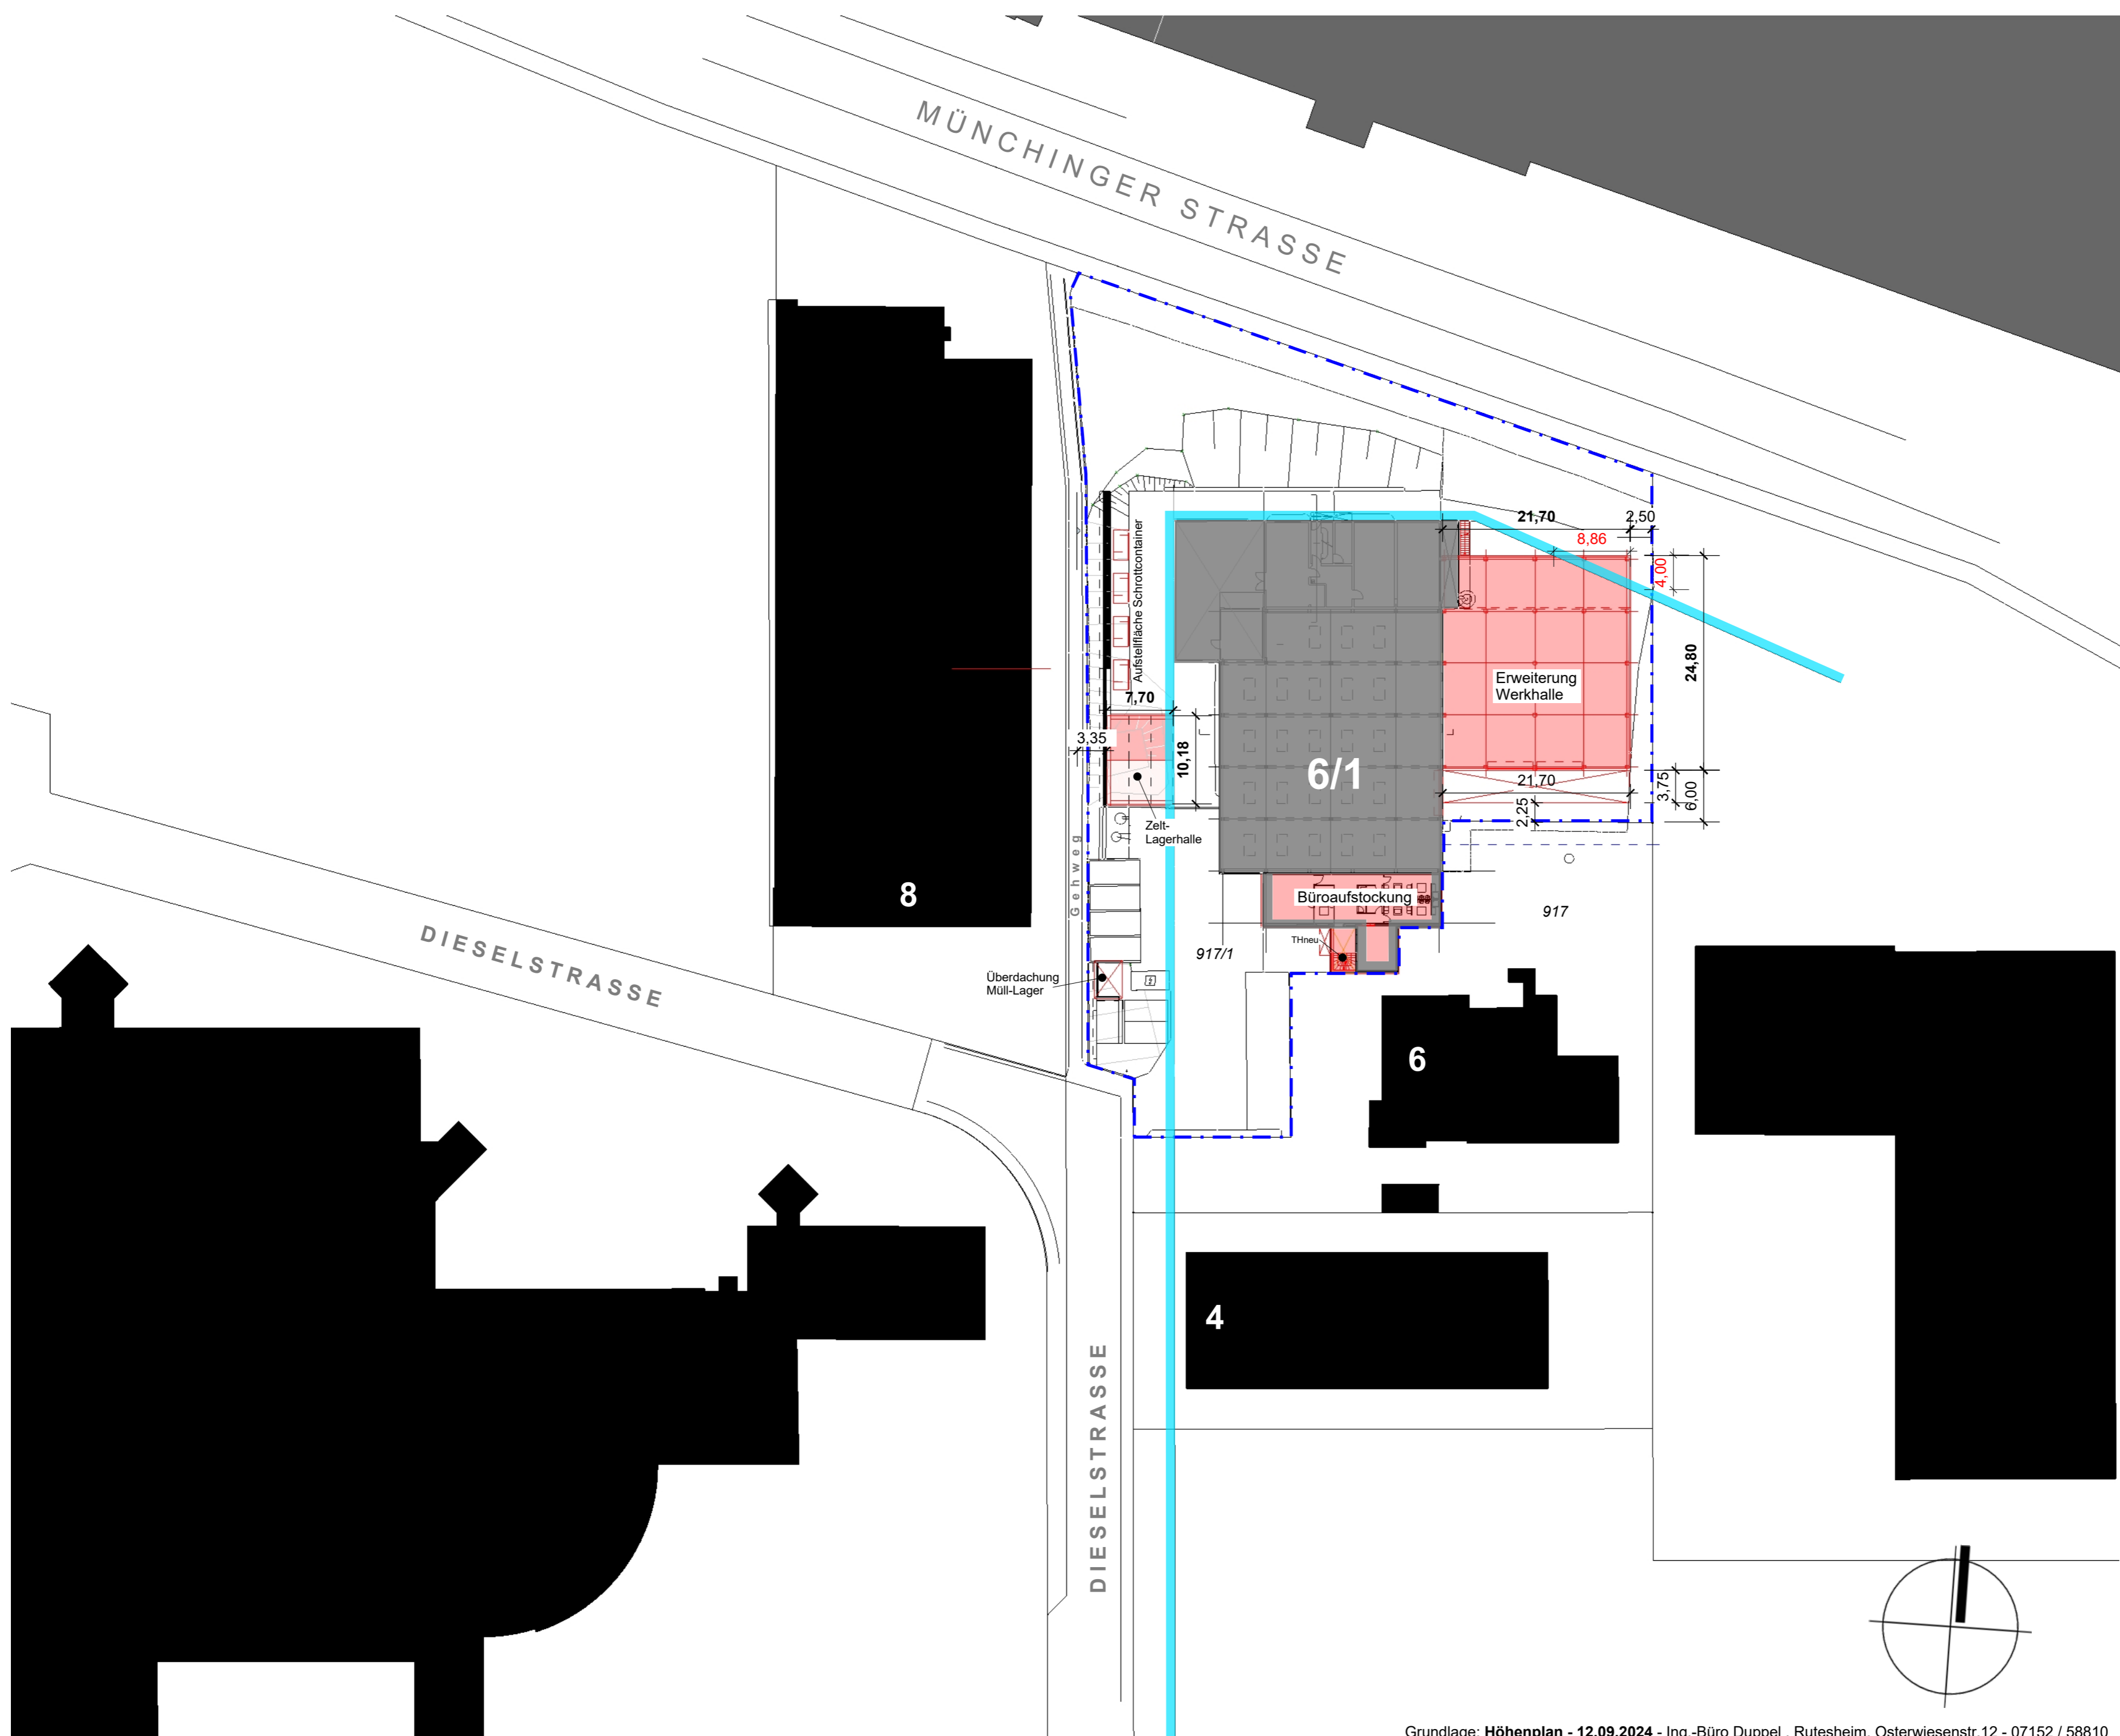 MÜNCHINGER STRASSE
21,70
2,50
8,86
4,00
Aufstellfläche Schrottcontainer
24,80
Erweiterung
Werkhalle
7,70
3,35
10,18
6/1
21,70
3,75
6,00
2,25
Zelt-
Lagerhalle
Gehweg
8
Büroaufstockung
917
THneu
917/1
DIESELSTRASSE
Überdachung
Müll-Lager
6
4
DIESELSTRASSE
Grundlage: Höhenplan - 12.09.2024 - Ing.-Büro Duppel . Rutesheim, Osterwiesenstr.12 - 07152 / 58810